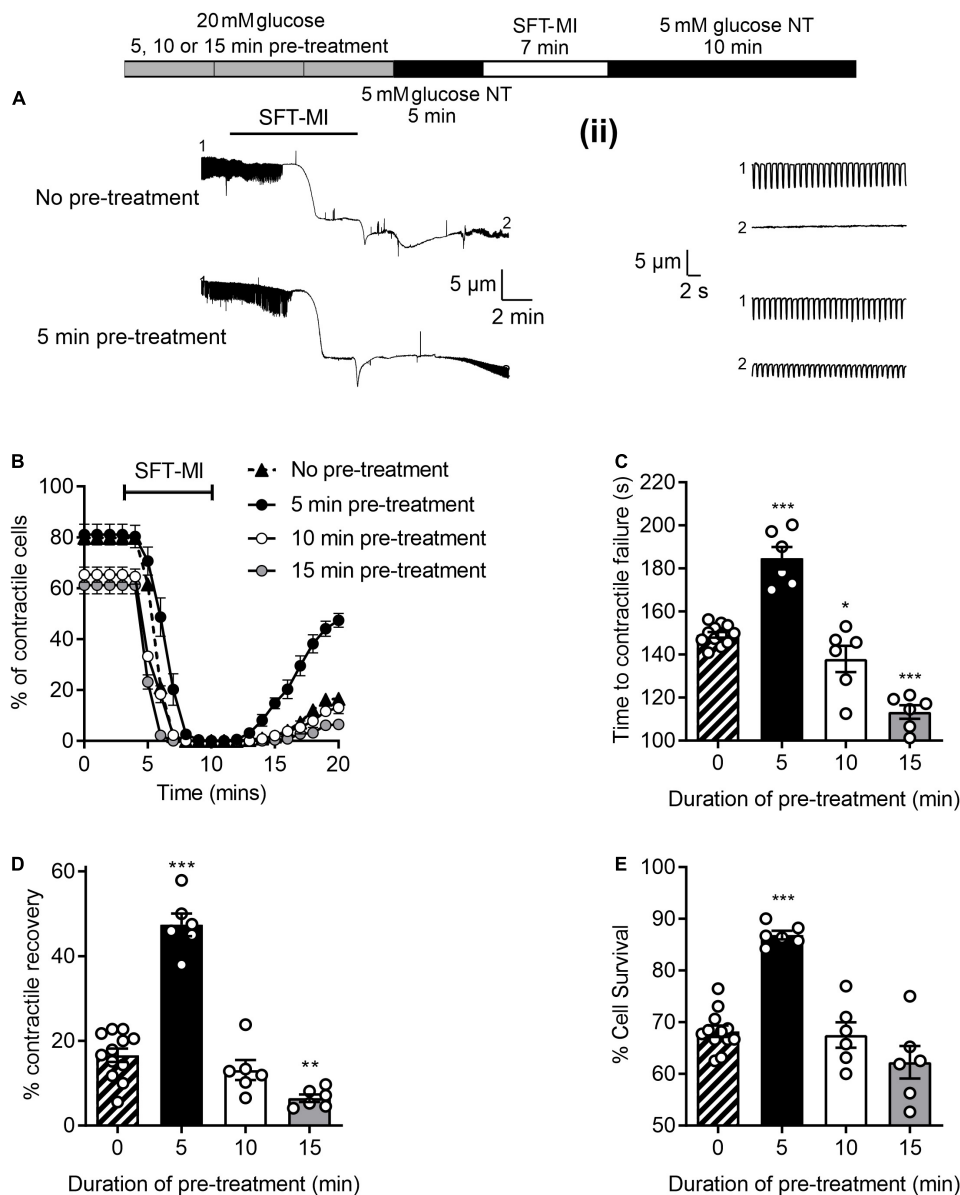 20 mM glucose
5, 10 or 15 min pre-treatment
SFT-MI
7 min
5 mM glucose NT
10 min
5 mM glucose NT
5 min
A
SFT-MI
(ii)
1
No pre-treatment
2
1
5 min pre-treatment
5 µm
2 min
1
2
5 µm
2 s
1
2
B
SFT-MI
No pre-treatment
5 min pre-treatment
10 min pre-treatment
15 min pre-treatment
% of contractile cells
100
80
60
40
20
0
0 5 10 15 20
Time (mins)
C
Time to contractile failure (s)
220
200
180
160
140
120
100
***
*
***
0 5 10 15
Duration of pre-treatment (min)
D
% contractile recovery
60
40
20
0
***
**
0 5 10 15
Duration of pre-treatment (min)
E
% Cell Survival
100
90
80
70
60
50
***
0 5 10 15
Duration of pre-treatment (min)